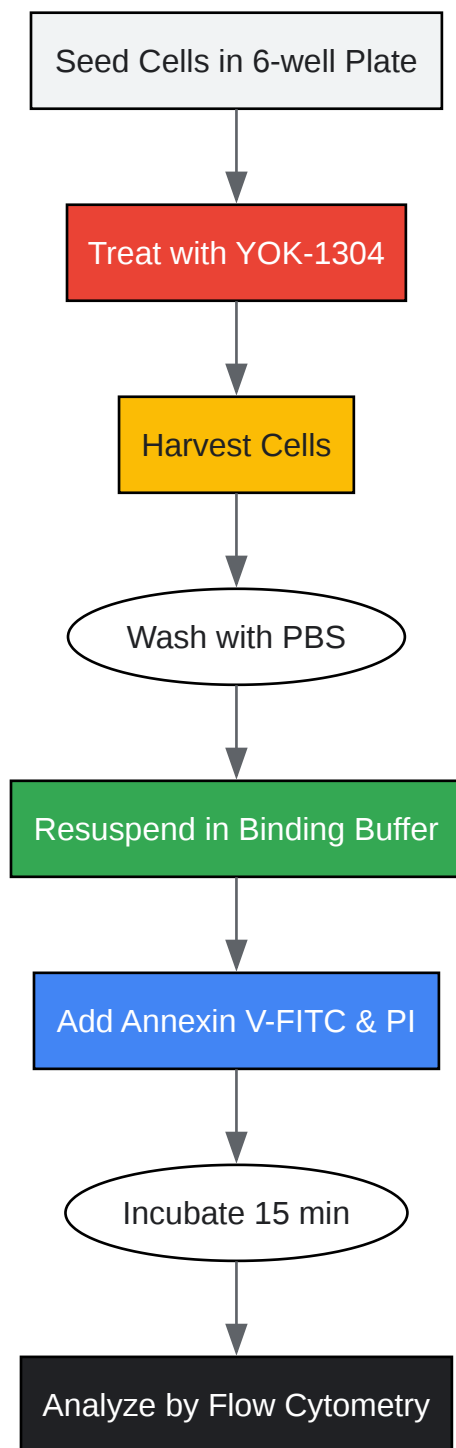 Seed Cells in 6-well Plate
Treat with YOK-1304
Harvest Cells
Wash with PBS
Resuspend in Binding Buffer
Add Annexin V-FITC & PI
Incubate 15 min
Analyze by Flow Cytometry